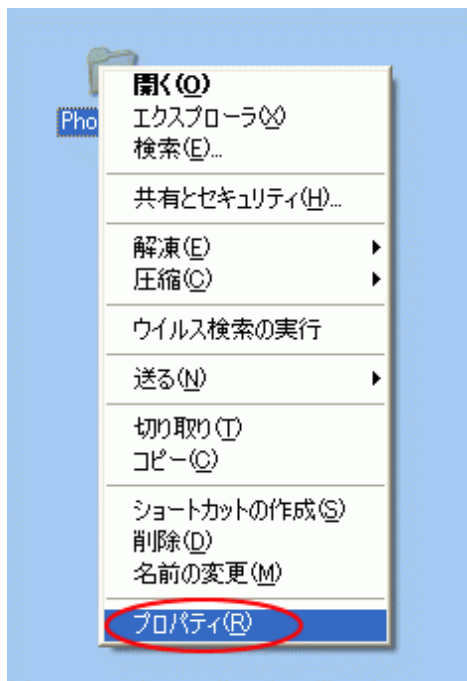 Pho
開く(O)
エクスプローラ(X)
検索(E)...
共有とセキュリティ(H)...
解凍(E)
圧縮(C)
ウイルス検索の実行
送る(N)
切り取り(T)
コピー(C)
ショートカットの作成(S)
削除(D)
名前の変更(M)
プロパティ(R)